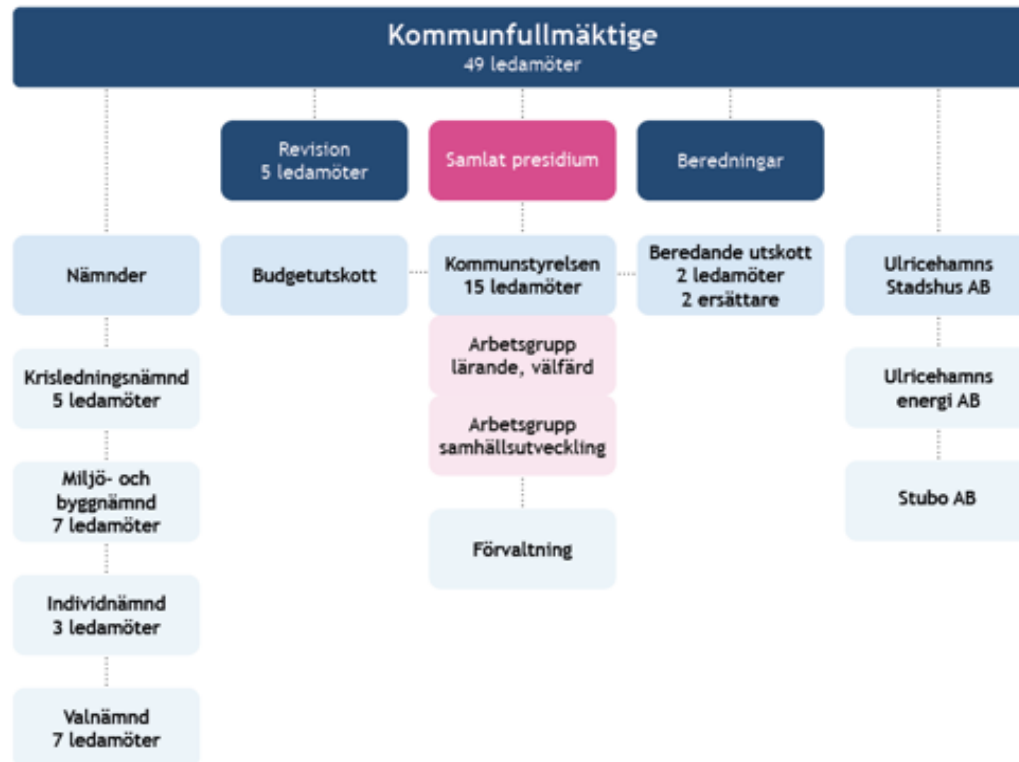 Kommunfullmäktige
49 ledamöter
Revision
5 ledamöter
Samlat presidium
Beredningar
Nämnder
Budgetutskott
Kommunstyrelsen
15 ledamöter
Beredande utskott
2 ledamöter
2 ersättare
Ulricehamns
Stadshus AB
Arbetsgrupp
lärande, välfärd
Krisledningsnämnd
5 ledamöter
Ulricehamns
energi AB
Arbetsgrupp
samhällsutveckling
Miljö- och
byggnämnd
7 ledamöter
Stubo AB
Förvaltning
Individnämnd
3 ledamöter
Valnämnd
7 ledamöter